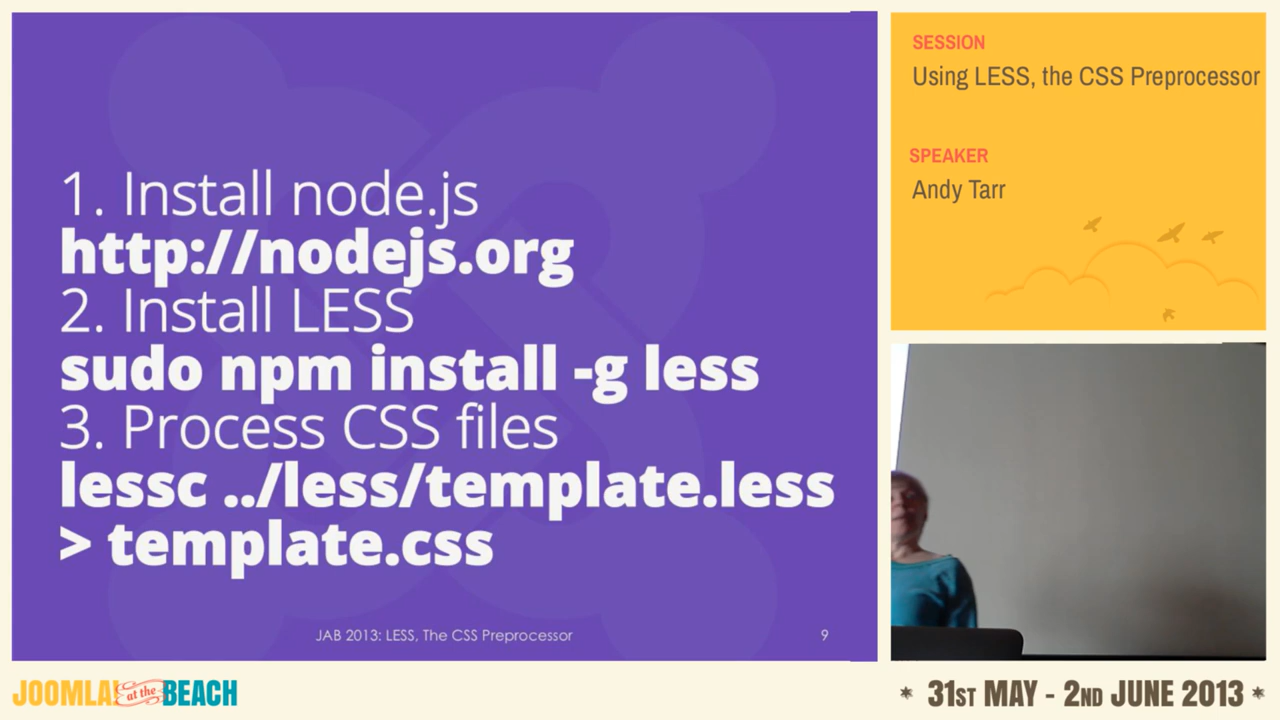 1. Install node.js
http://nodejs.org
2. Install LESS
sudo npm install -g less
3. Process CSS files
lessc ../less/template.less
> template.css
JAB 2013: LESS, The CSS Preprocessor
9
SESSION
Using LESS, the CSS Preprocessor
SPEAKER
Andy Tarr
JOOMLA! at the BEACH
* 31ST MAY - 2ND JUNE 2013 *